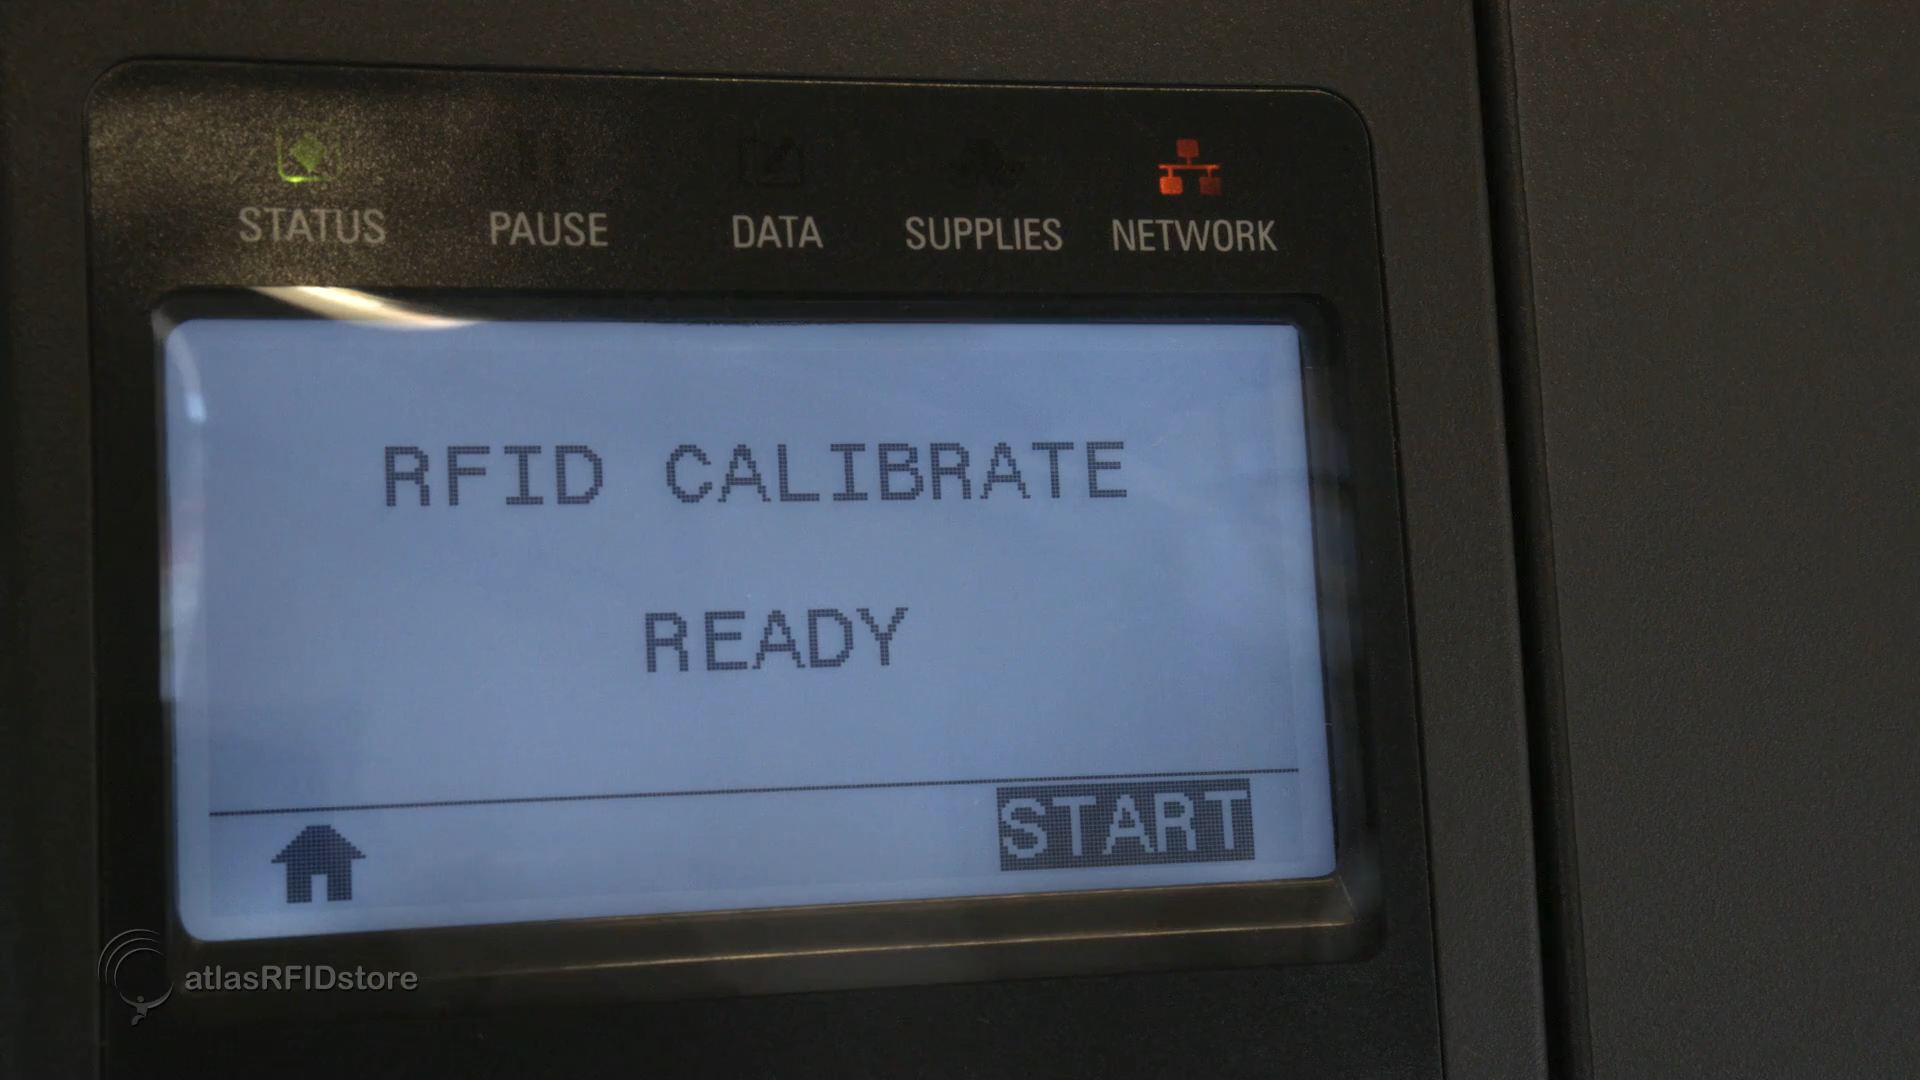 STATUS PAUSE DATA SUPPLIES NETWORK
RFID CALIBRATE
READY
START
atlasRFIDstore